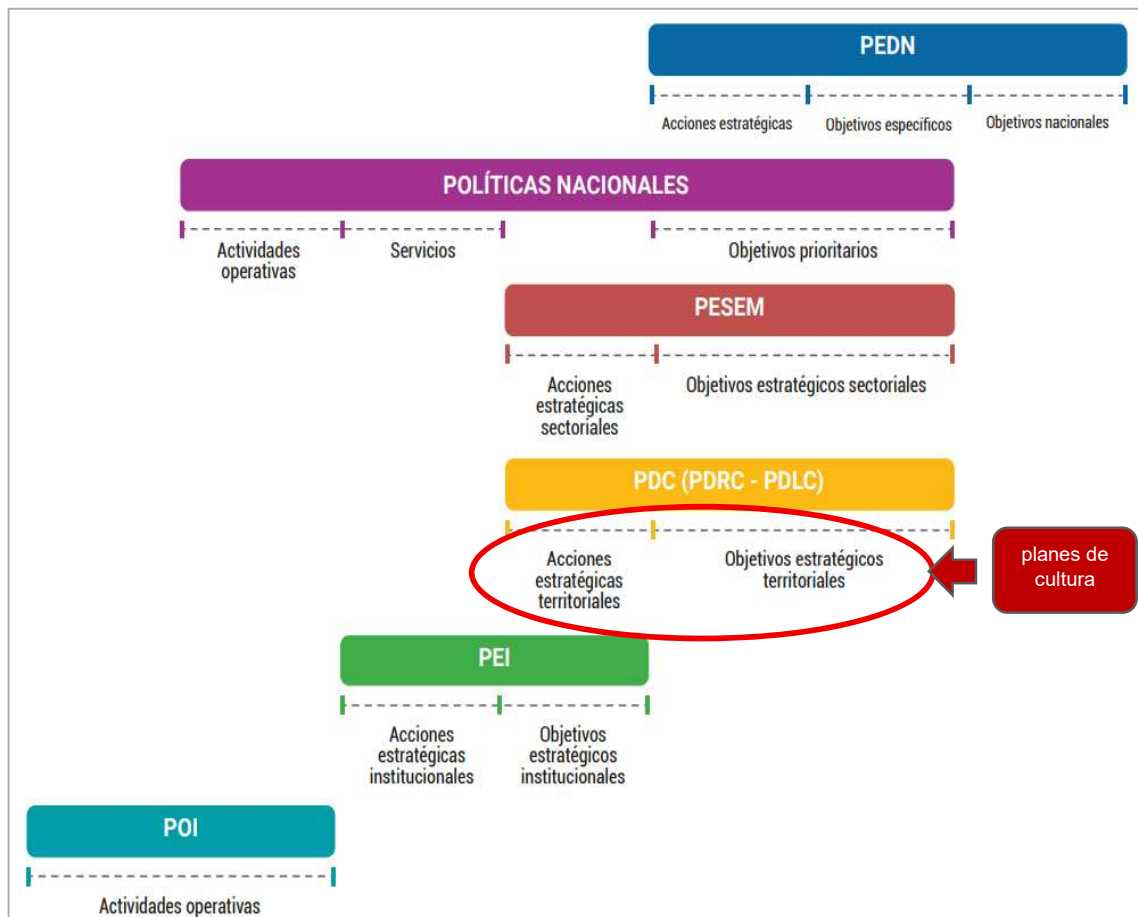 PEDN
Acciones estratégicas
Objetivos específicos
Objetivos nacionales
POLÍTICAS NACIONALES
Actividades
operativas
Servicios
Objetivos prioritarios
PESEM
Acciones
estratégicas
sectoriales
Objetivos estratégicos sectoriales
PDC (PDRC - PDLC)
Acciones
estratégicas
territoriales
Objetivos estratégicos
territoriales
planes de
cultura
PEI
Acciones
estratégicas
institucionales
Objetivos
estratégicos
institucionales
POI
Actividades operativas